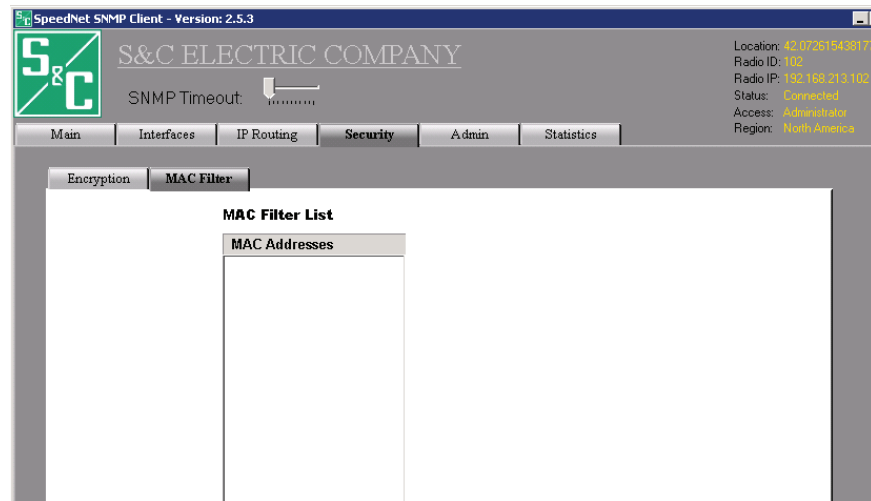 SpeedNet SNMP Client - Version: 2.5.3
S&C
S&C ELECTRIC COMPANY
SNMP Timeout:
Location: 42.0726154381
Radio ID: 102
Radio IP: 192.168.213.102
Status: Connected
Access: Administrator
Region: North America
Main Interfaces IP Routing Security Admin Statistics
Encryption MAC Filter
MAC Filter List
MAC Addresses